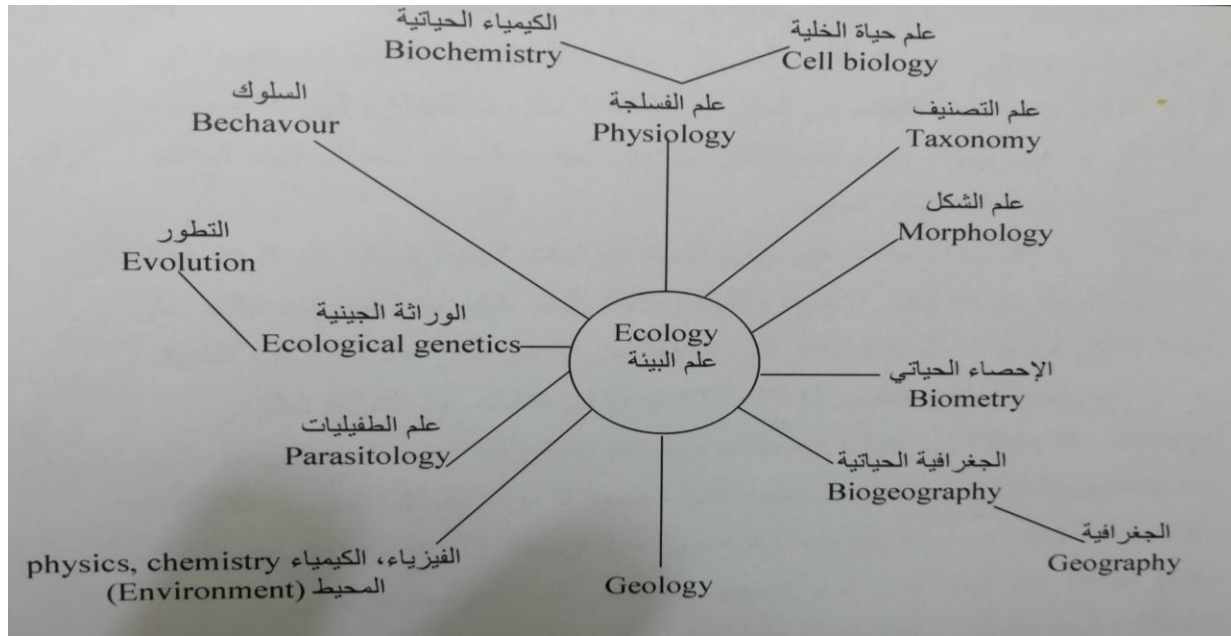 الكيمياء الحياتية
Biochemistry
علم حياة الخلية
Cell biology
السلوك
Bechavour
علم الفسلجة
Physiology
علم التصنيف
Taxonomy
علم الشكل
Morphology
التطور
Evolution
الوراثة الجينية
Ecological genetics
Ecology
علم البيئة
الإحصاء الحياتي
Biometry
علم الطفيليات
Parasitology
الجغرافية الحياتية
Biogeography
الجغرافية
Geography
physics, chemistry الفيزياء، الكيمياء
(Environment) المحيط
Geology